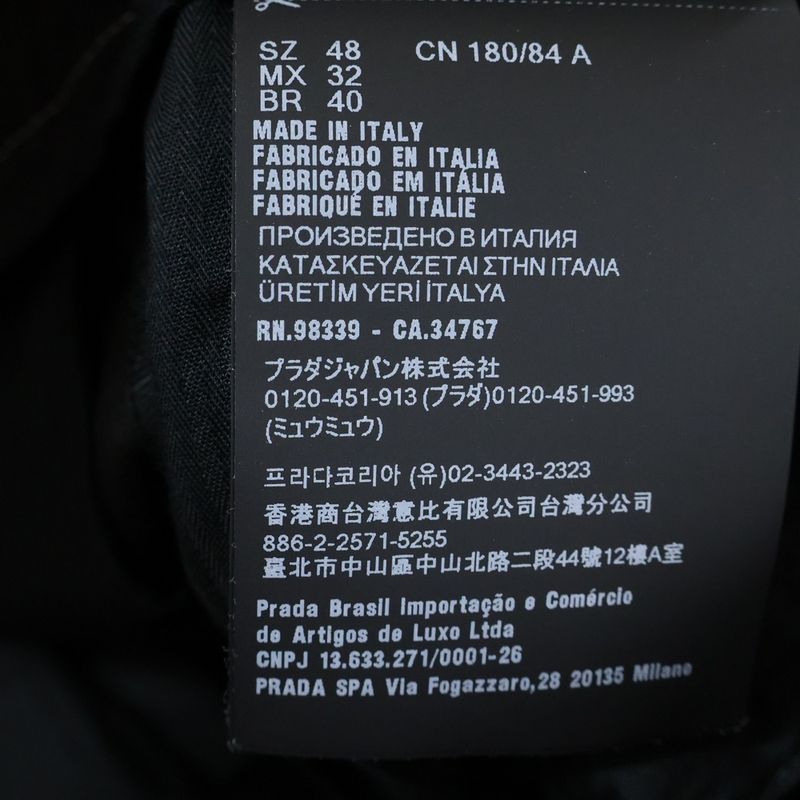 SZ 48 CN 180/84 A
MX 32
BR 40
MADE IN ITALY
FABRICADO EN ITALIA
FABRICADO EM ITÁLIA
FABRIQUÉ EN ITALIE
ПРОИЗВЕДЕНО В ИТАЛИЯ
ΚΑΤΑΣΚΕΥΑΖΕΤΑΙ ΣΤΗΝ ΙΤΑΛΙΑ
ÜRETİM YERİ İTALYA
RN.98339 - CA.34767
プラダジャパン株式会社
0120-451-913 (プラダ)0120-451-993
(ミュウミュウ)
프라다코리아 (유)02-3443-2323
香港商台灣意比有限公司台灣分公司
886-2-2571-5255
臺北市中山區中山北路二段44號12樓A室
Prada Brasil Importação e Comércio
de Artigos de Luxo Ltda
CNPJ 13.633.271/0001-26
PRADA SPA Via Fogazzaro,28 20135 Milano